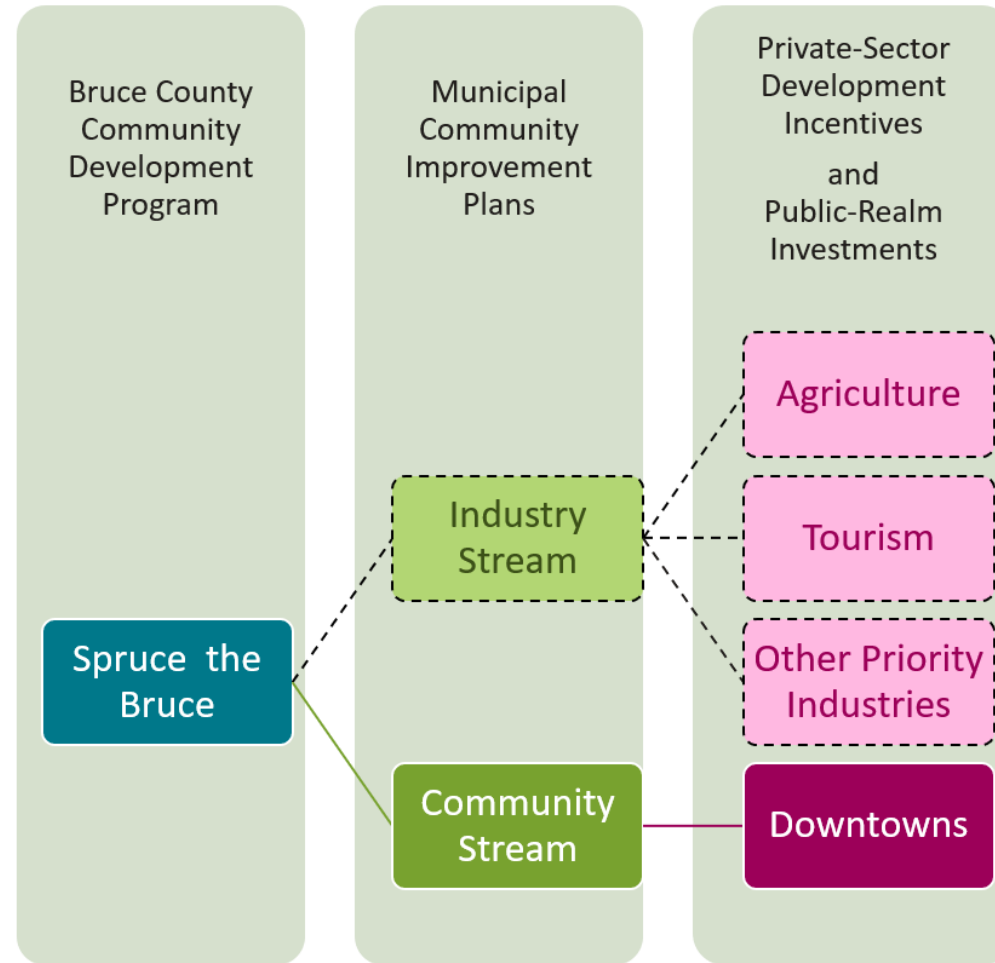 Bruce County
Community
Development
Program
Municipal
Community
Improvement
Plans
Private-Sector
Development
Incentives
and
Public-Realm
Investments
Spruce  the
Bruce
Industry
Stream
Community
Stream
Agriculture
Tourism
Other Priority
Industries
Downtowns